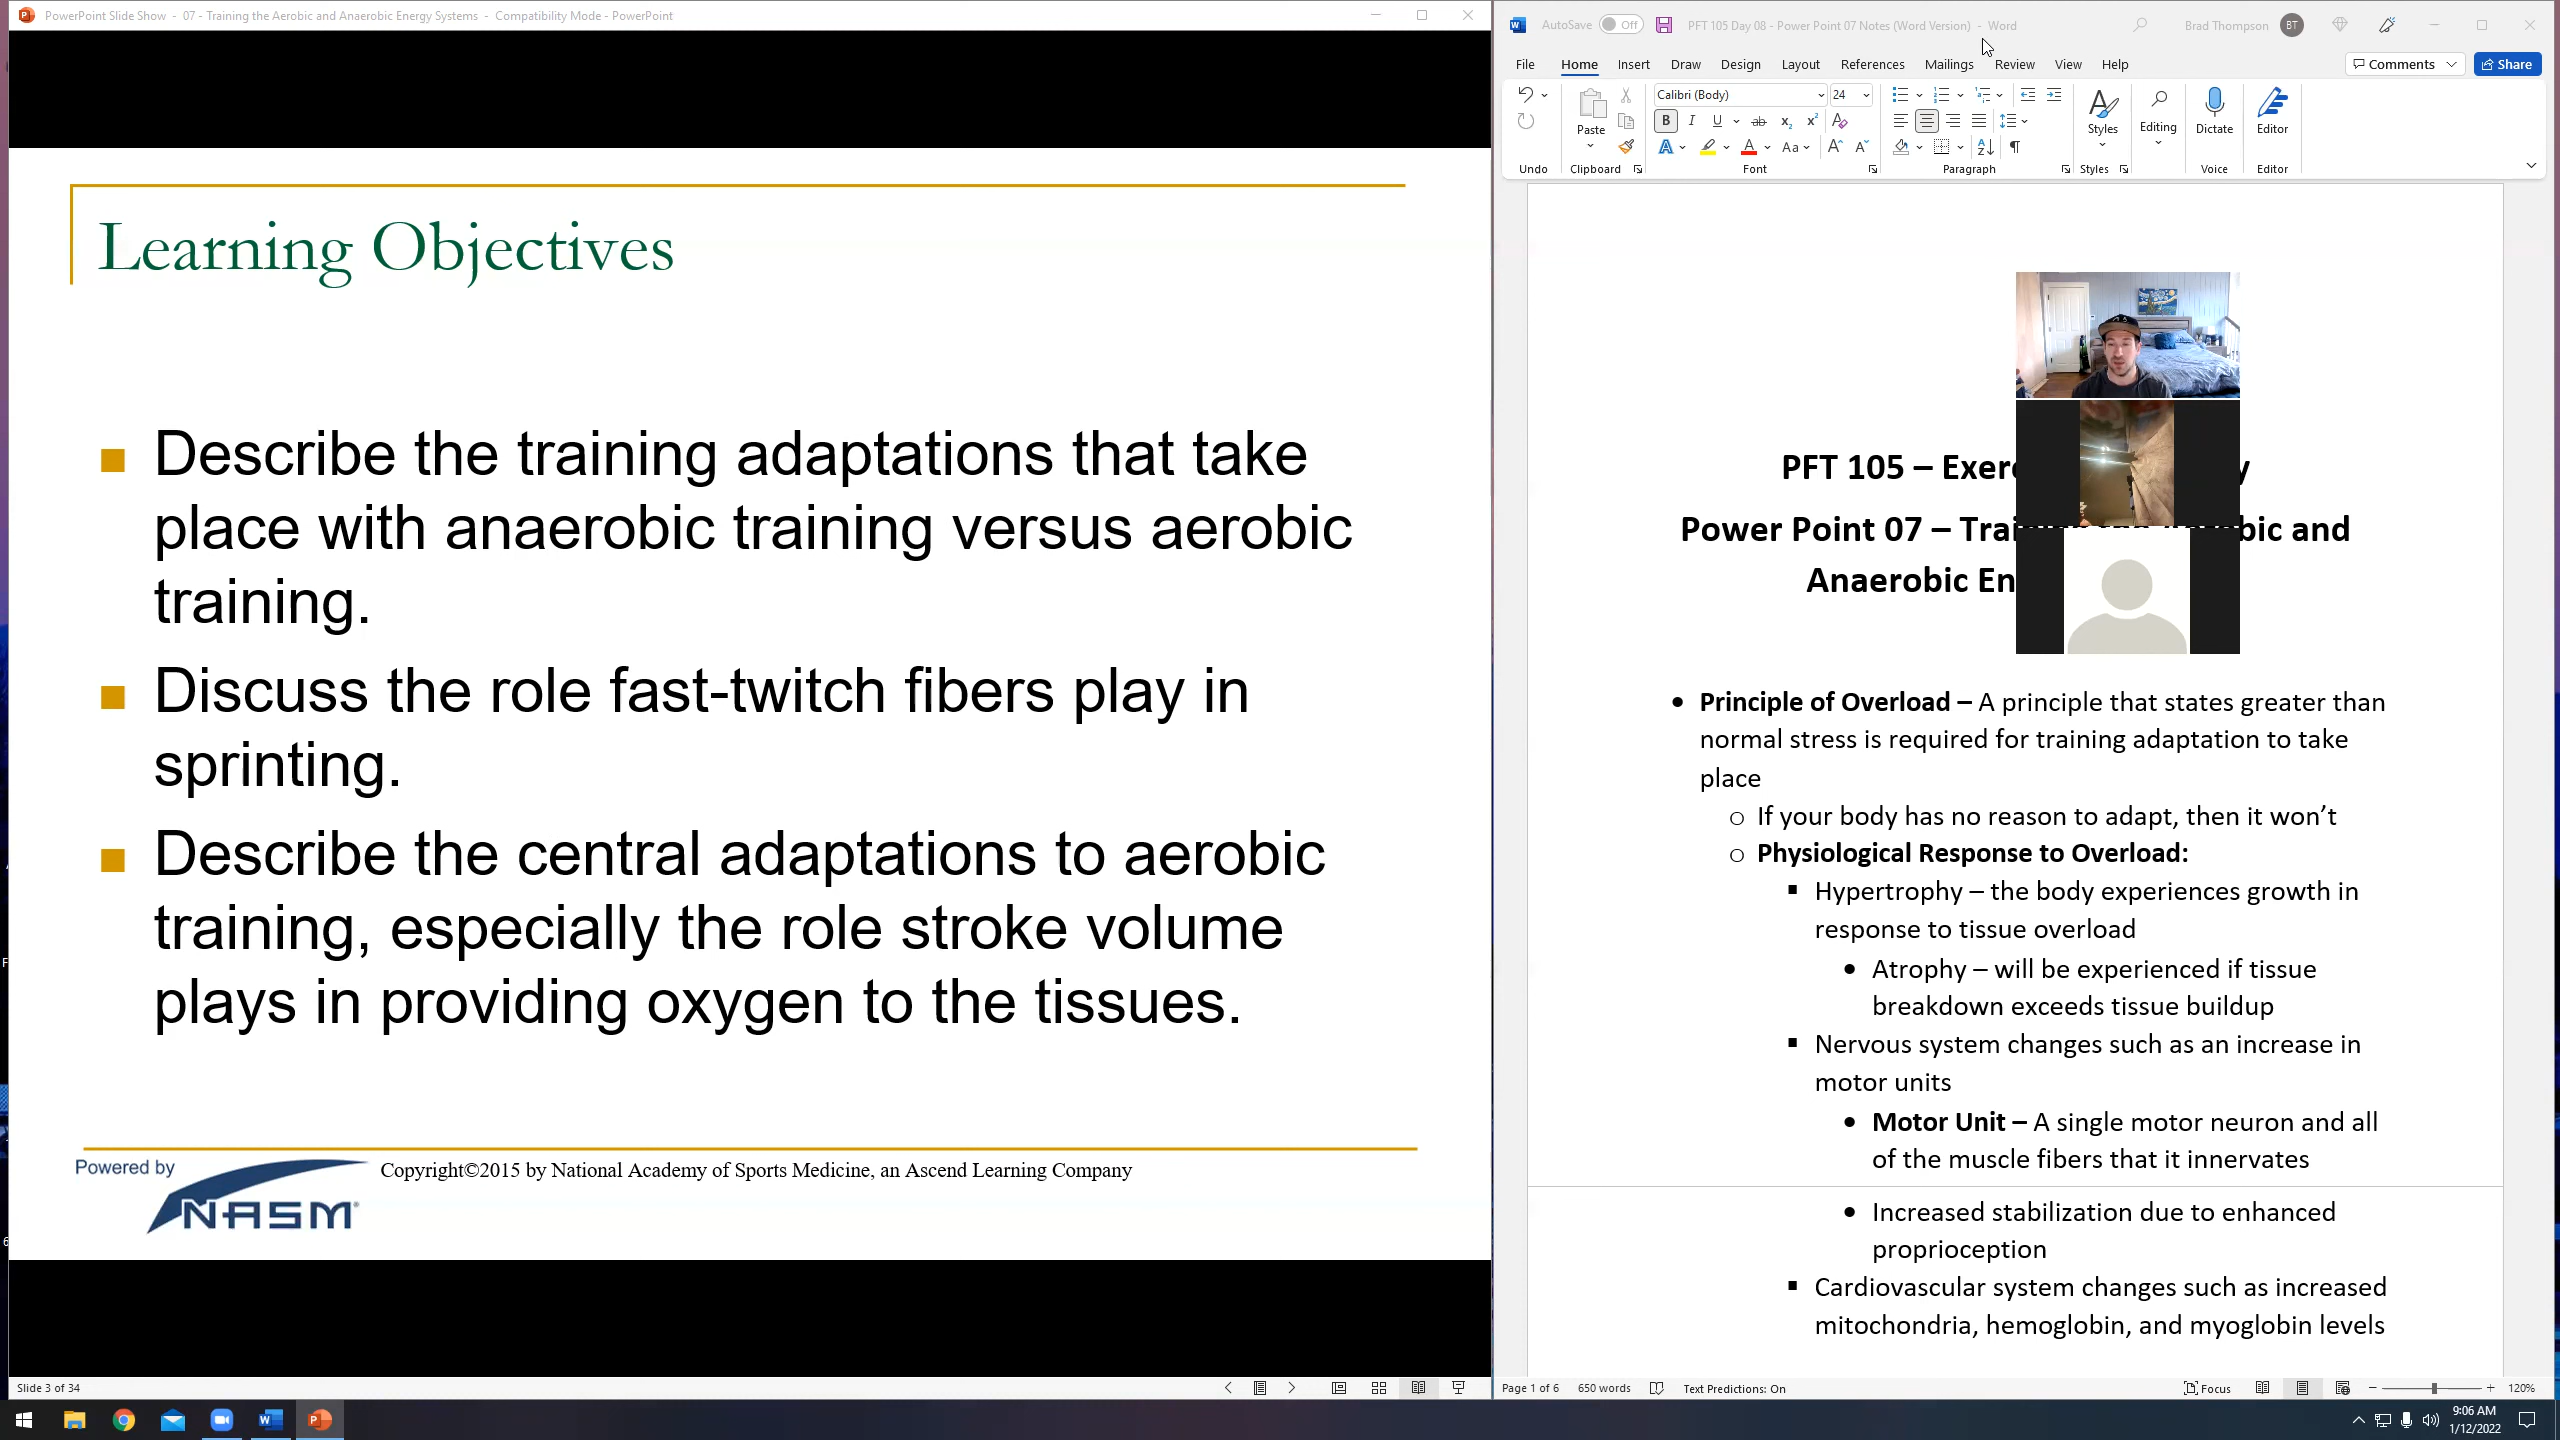 PowerPoint Slide Show - 07 - Training the Aerobic and Anaerobic Energy Systems - Compatibility Mode - PowerPoint
Learning Objectives
Describe the training adaptations that take
place with anaerobic training versus aerobic
training.
Discuss the role fast-twitch fibers play in
sprinting.
Describe the central adaptations to aerobic
training, especially the role stroke volume
plays in providing oxygen to the tissues.
Powered by
NASM
Copyright©2015 by National Academy of Sports Medicine, an Ascend Learning Company
Slide 3 of 34
AutoSave Off PFT 105 Day 08 - Power Point 07 Notes (Word Version) - Word Brad Thompson BT
File Home Insert Draw Design Layout References Mailings Review View Help Comments Share
Calibri (Body) 24
Paste Styles Editing Dictate Editor
Undo Clipboard Font Paragraph Styles Voice Editor
PFT 105 –
Power Point 07 – and
Anaerobic
• Principle of Overload – A principle that states greater than
normal stress is required for training adaptation to take
place
o If your body has no reason to adapt, then it won’t
o Physiological Response to Overload:
▪ Hypertrophy – the body experiences growth in
response to tissue overload
• Atrophy – will be experienced if tissue
breakdown exceeds tissue buildup
▪ Nervous system changes such as an increase in
motor units
• Motor Unit – A single motor neuron and all
of the muscle fibers that it innervates
• Increased stabilization due to enhanced
proprioception
▪ Cardiovascular system changes such as increased
mitochondria, hemoglobin, and myoglobin levels
Page 1 of 6 650 words Text Predictions: On Focus 120%
9:06 AM
1/12/2022